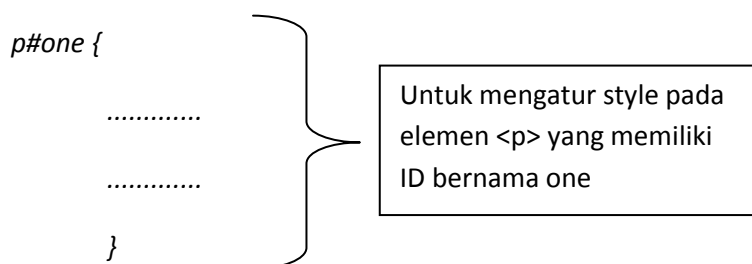 p#one {
.............
.............
}
Untuk mengatur style pada
elemen <p> yang memiliki
ID bernama one